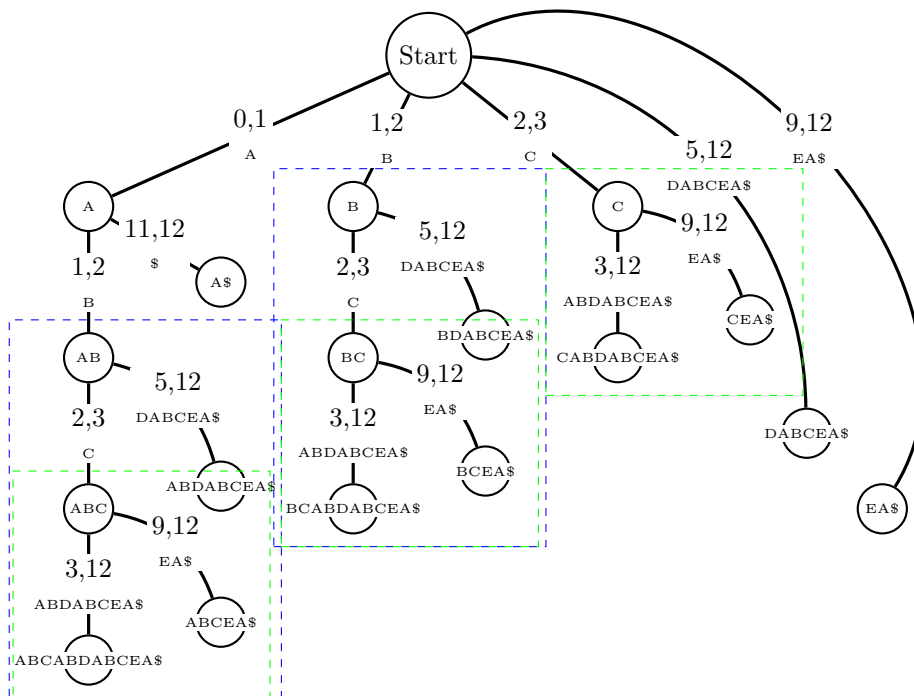 Start
0,1
A
1,2
B
2,3
C
5,12
DABCEA$
9,12
EA$
A
11,12
$
A$
1,2
B
B
5,12
DABCEA$
BDABCEA$
2,3
C
C
9,12
EA$
CEA$
3,12
ABDABCEA$
CABDABCEA$
AB
5,12
DABCEA$
ABDABCEA$
2,3
C
BC
9,12
EA$
BCEA$
3,12
ABDABCEA$
BCABDABCEA$
DABCEA$
EA$
ABC
9,12
EA$
ABCEA$
3,12
ABDABCEA$
ABCABDABCEA$